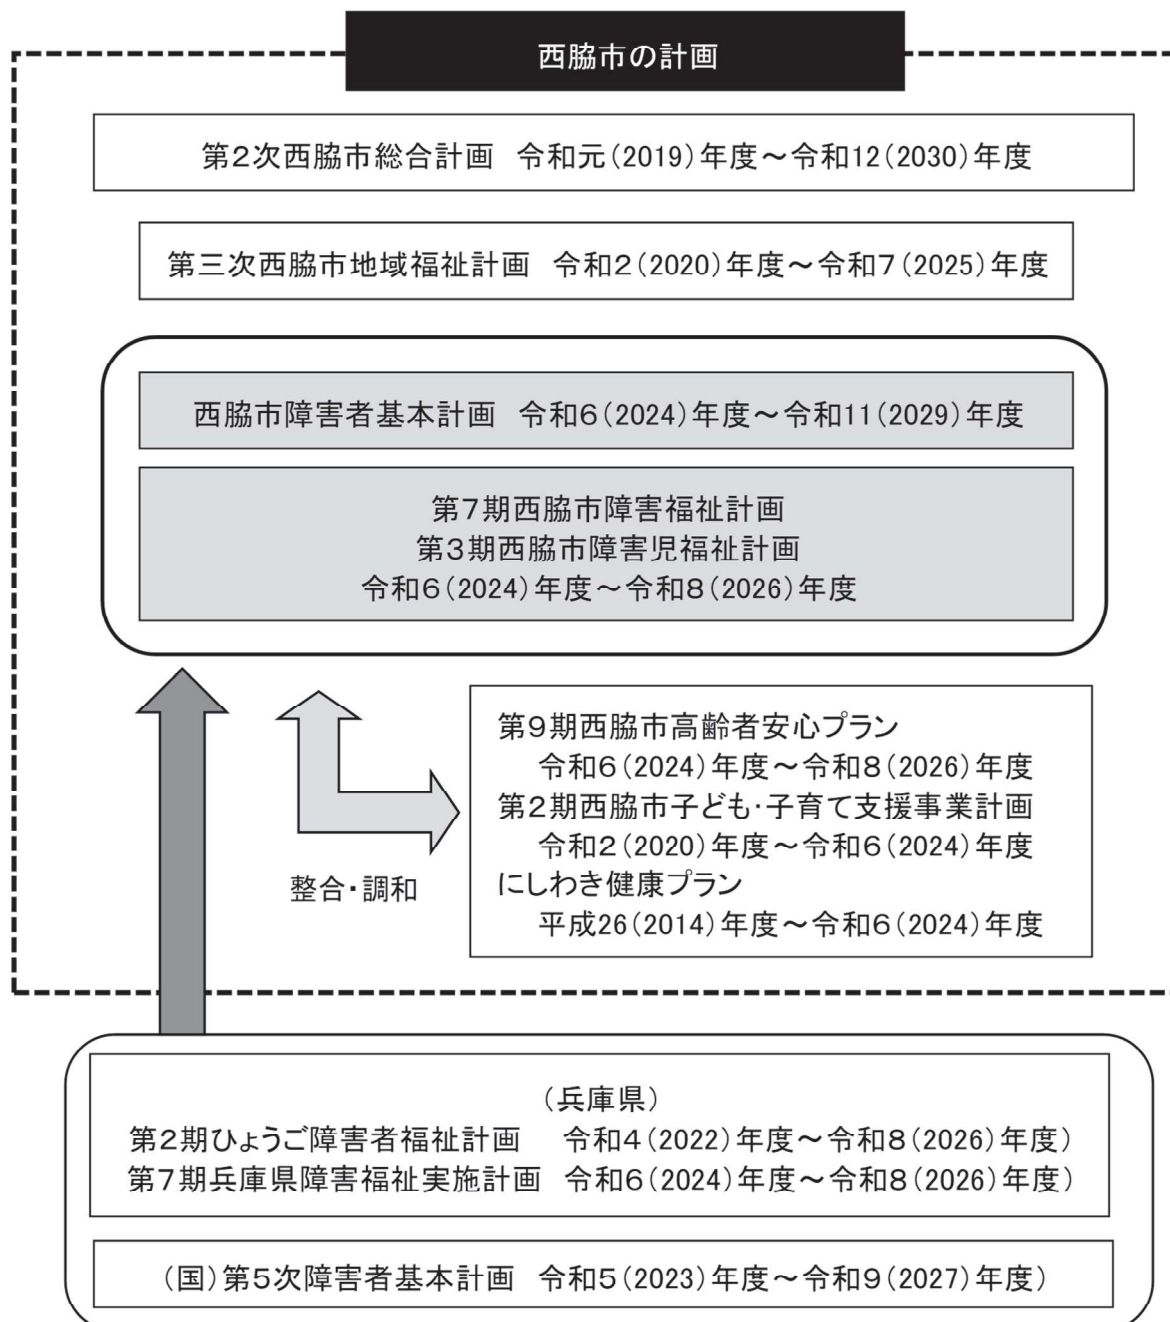 西脇市の計画
第2次西脇市総合計画 令和元(2019)年度～令和12(2030)年度
第三次西脇市地域福祉計画 令和2(2020)年度～令和7(2025)年度
西脇市障害者基本計画 令和6(2024)年度～令和11(2029)年度
第7期西脇市障害福祉計画
第3期西脇市障害児福祉計画
令和6(2024)年度～令和8(2026)年度
第9期西脇市高齢者安心プラン
令和6(2024)年度～令和8(2026)年度
第2期西脇市子ども・子育て支援事業計画
令和2(2020)年度～令和6(2024)年度
にしわき健康プラン
平成26(2014)年度～令和6(2024)年度
整合・調和
(兵庫県)
第2期ひょうご障害者福祉計画 令和4(2022)年度～令和8(2026)年度)
第7期兵庫県障害福祉実施計画 令和6(2024)年度～令和8(2026)年度)
(国)第5次障害者基本計画 令和5(2023)年度～令和9(2027)年度)